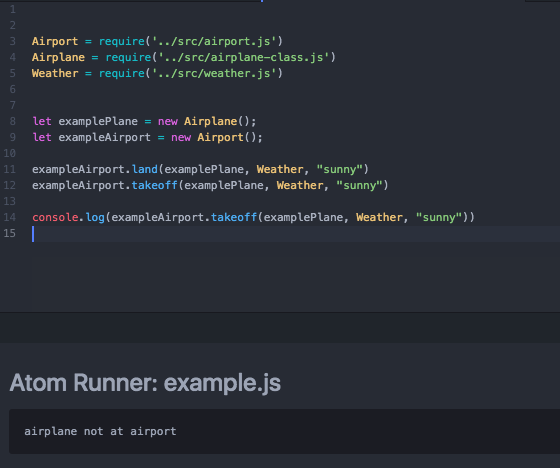 1
2
3 Airport = require('../src/airport.js')
4 Airplane = require('../src/airplane-class.js')
5 Weather = require('../src/weather.js')
6
7
8 let examplePlane = new Airplane();
9 let exampleAirport = new Airport();
10
11 exampleAirport.land(examplePlane, Weather, "sunny")
12 exampleAirport.takeoff(examplePlane, Weather, "sunny")
13
14 console.log(exampleAirport.takeoff(examplePlane, Weather, "sunny"))
15
Atom Runner: example.js
airplane not at airport